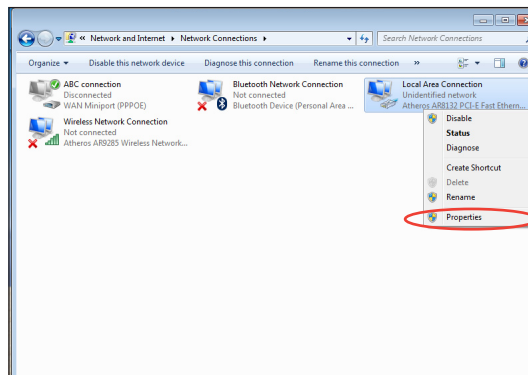 « Network and Internet ▸ Network Connections ▸
Search Network Connections
Organize ▾ Disable this network device Diagnose this connection Rename this connection »
ABC connection
Disconnected
WAN Miniport (PPPOE)
Bluetooth Network Connection
Not connected
Bluetooth Device (Personal Area ...
Local Area Connection
Unidentified network
Atheros AR8132 PCI-E Fast Ethern...
Wireless Network Connection
Not connected
Atheros AR9285 Wireless Network...
Disable
Status
Diagnose
Create Shortcut
Delete
Rename
Properties